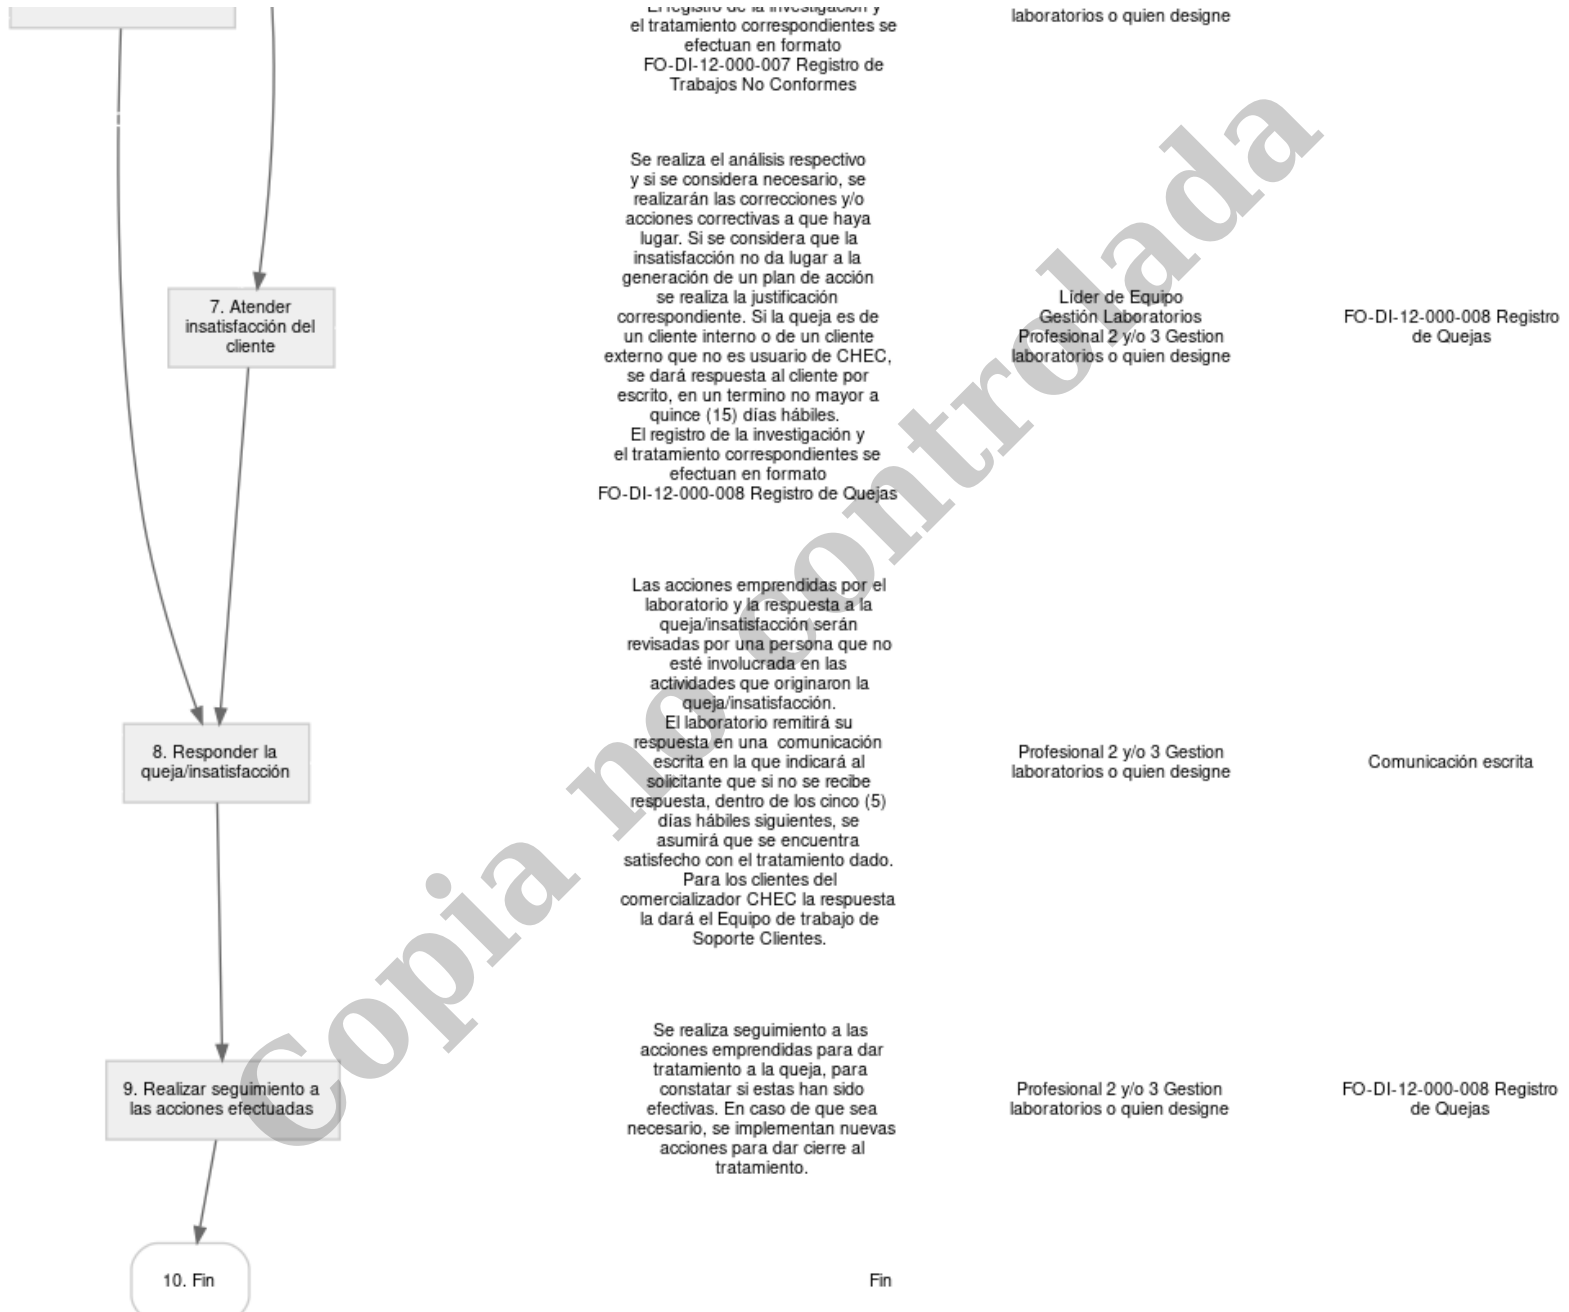 El registro de la investigación y
el tratamiento correspondientes se
efectuan en formato
FO-DI-12-000-007 Registro de
Trabajos No Conformes
laboratorios o quien designe
7. Atender
insatisfacción del
cliente
Se realiza el análisis respectivo
y si se considera necesario, se
realizarán las correcciones y/o
acciones correctivas a que haya
lugar. Si se considera que la
insatisfacción no da lugar a la
generación de un plan de acción
se realiza la justificación
correspondiente. Si la queja es de
un cliente interno o de un cliente
externo que no es usuario de CHEC,
se dará respuesta al cliente por
escrito, en un termino no mayor a
quince (15) días hábiles.
El registro de la investigación y
el tratamiento correspondientes se
efectuan en formato
FO-DI-12-000-008 Registro de Quejas
Líder de Equipo
Gestión Laboratorios
Profesional 2 y/o 3 Gestion
laboratorios o quien designe
FO-DI-12-000-008 Registro
de Quejas
8. Responder la
queja/insatisfacción
Las acciones emprendidas por el
laboratorio y la respuesta a la
queja/insatisfacción serán
revisadas por una persona que no
esté involucrada en las
actividades que originaron la
queja/insatisfacción.
El laboratorio remitirá su
respuesta en una  comunicación
escrita en la que indicará al
solicitante que si no se recibe
respuesta, dentro de los cinco (5)
días hábiles siguientes, se
asumirá que se encuentra
satisfecho con el tratamiento dado.
Para los clientes del
comercializador CHEC la respuesta
la dará el Equipo de trabajo de
Soporte Clientes.
Profesional 2 y/o 3 Gestion
laboratorios o quien designe
Comunicación escrita
9. Realizar seguimiento a
las acciones efectuadas
Se realiza seguimiento a las
acciones emprendidas para dar
tratamiento a la queja, para
constatar si estas han sido
efectivas. En caso de que sea
necesario, se implementan nuevas
acciones para dar cierre al
tratamiento.
Profesional 2 y/o 3 Gestion
laboratorios o quien designe
FO-DI-12-000-008 Registro
de Quejas
10. Fin
Fin
Copia no controlada